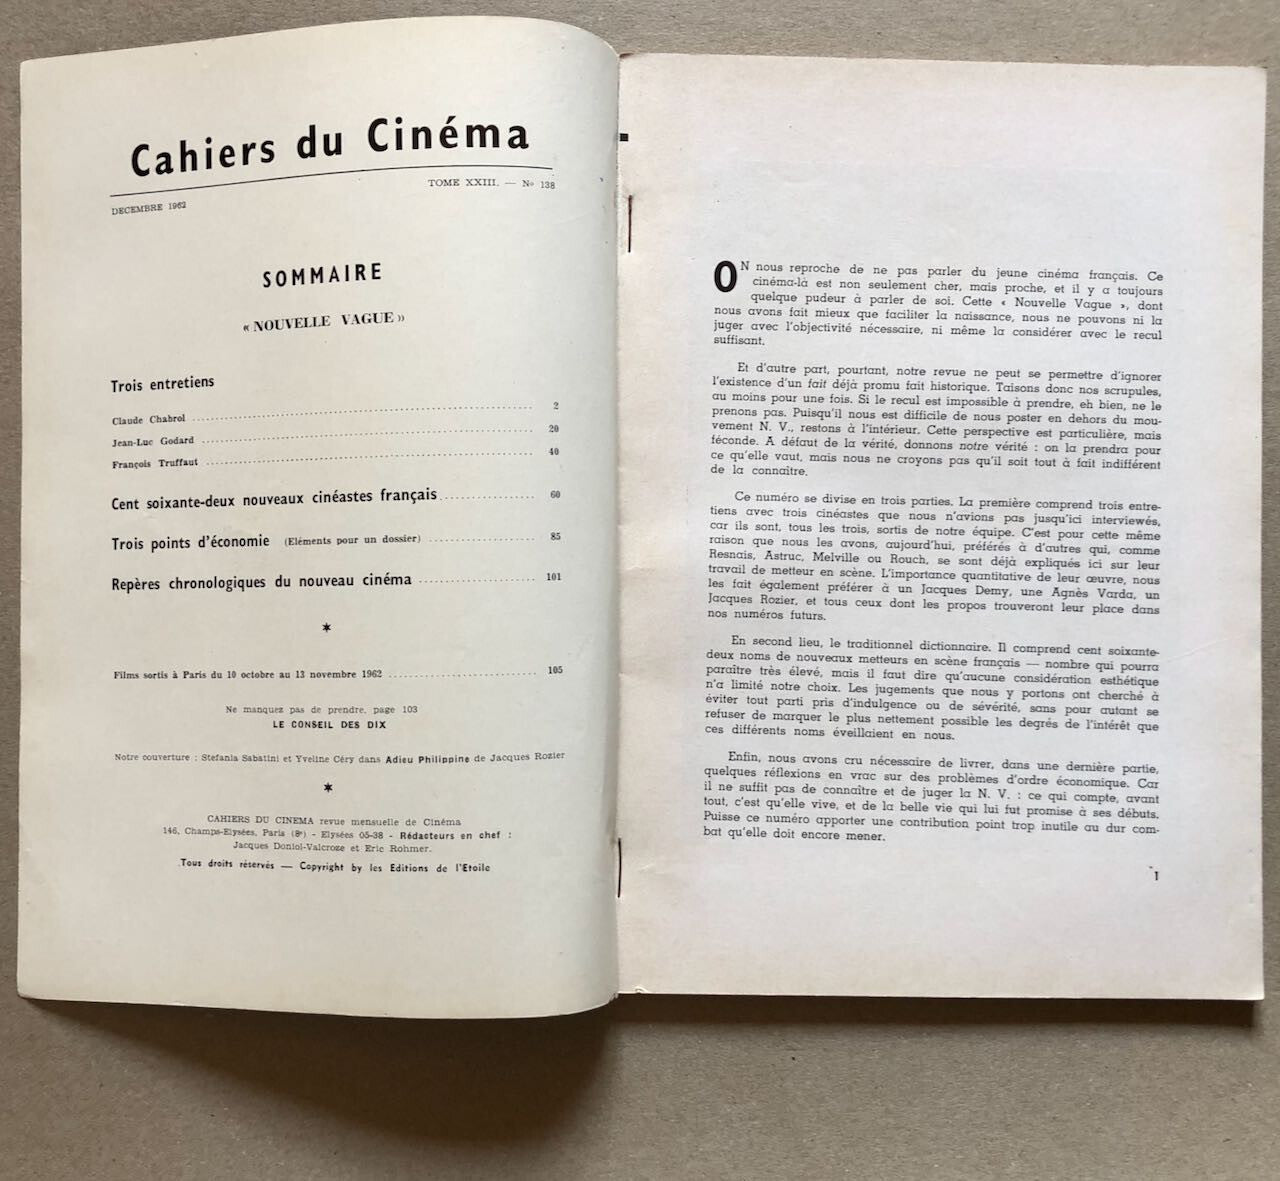 Cahiers du Cinéma
TOME XXIII. — No 138
DECEMBRE 1962
SOMMAIRE
« NOUVELLE VAGUE »
Trois entretiens
Claude Chabrol ........ 2
Jean-Luc Godard ........ 20
François Truffaut ........ 40
Cent soixante-deux nouveaux cinéastes français ........ 60
Trois points d'économie (Eléments pour un dossier) ........ 85
Repères chronologiques du nouveau cinéma ........ 101
★
Films sortis à Paris du 10 octobre au 13 novembre 1962 ........ 105
Ne manquez pas de prendre, page 103
LE CONSEIL DES DIX
Notre couverture : Stefania Sabatini et Yveline Céry dans Adieu Philippine de Jacques Rozier
★
CAHIERS DU CINEMA revue mensuelle de Cinéma
146, Champs-Elysées, Paris (8e) - Elysées 05-38 - Rédacteurs en chef :
Jacques Doniol-Valcroze et Eric Rohmer.
Tous droits réservés — Copyright by les Editions de l'Etoile
ON nous reproche de ne pas parler du jeune cinéma français. Ce
cinéma-là est non seulement cher, mais proche, et il y a toujours
quelque pudeur à parler de soi. Cette « Nouvelle Vague », dont
nous avons fait mieux que faciliter la naissance, nous ne pouvons ni la
juger avec l'objectivité nécessaire, ni même la considérer avec le recul
suffisant.
Et d'autre part, pourtant, notre revue ne peut se permettre d'ignorer
l'existence d'un fait déjà promu fait historique. Taisons donc nos scrupules,
au moins pour une fois. Si le recul est impossible à prendre, eh bien, ne le
prenons pas. Puisqu'il nous est difficile de nous poster en dehors du mou-
vement N. V., restons à l'intérieur. Cette perspective est particulière, mais
féconde. A défaut de la vérité, donnons notre vérité : on la prendra pour
ce qu'elle vaut, mais nous ne croyons pas qu'il soit tout à fait indifférent
de la connaître.
Ce numéro se divise en trois parties. La première comprend trois entre-
tiens avec trois cinéastes que nous n'avions pas jusqu'ici interviewés,
car ils sont, tous les trois, sortis de notre équipe. C'est pour cette même
raison que nous les avons, aujourd'hui, préférés à d'autres qui, comme
Resnais, Astruc, Melville ou Rouch, se sont déjà expliqués ici sur leur
travail de metteur en scène. L'importance quantitative de leur œuvre, nous
les fait également préférer à un Jacques Demy, une Agnès Varda, un
Jacques Rozier, et tous ceux dont les propos trouveront leur place dans
nos numéros futurs.
En second lieu, le traditionnel dictionnaire. Il comprend cent soixante-
deux noms de nouveaux metteurs en scène français — nombre qui pourra
paraître très élevé, mais il faut dire qu'aucune considération esthétique
n'a limité notre choix. Les jugements que nous y portons ont cherché à
éviter tout parti pris d'indulgence ou de sévérité, sans pour autant se
refuser de marquer le plus nettement possible les degrés de l'intérêt que
ces différents noms éveillaient en nous.
Enfin, nous avons cru nécessaire de livrer, dans une dernière partie,
quelques réflexions en vrac sur des problèmes d'ordre économique. Car
il ne suffit pas de connaître et de juger la N. V. : ce qui compte, avant
tout, c'est qu'elle vive, et de la belle vie qui lui fut promise à ses débuts.
Puisse ce numéro apporter une contribution point trop inutile au dur com-
bat qu'elle doit encore mener.
1